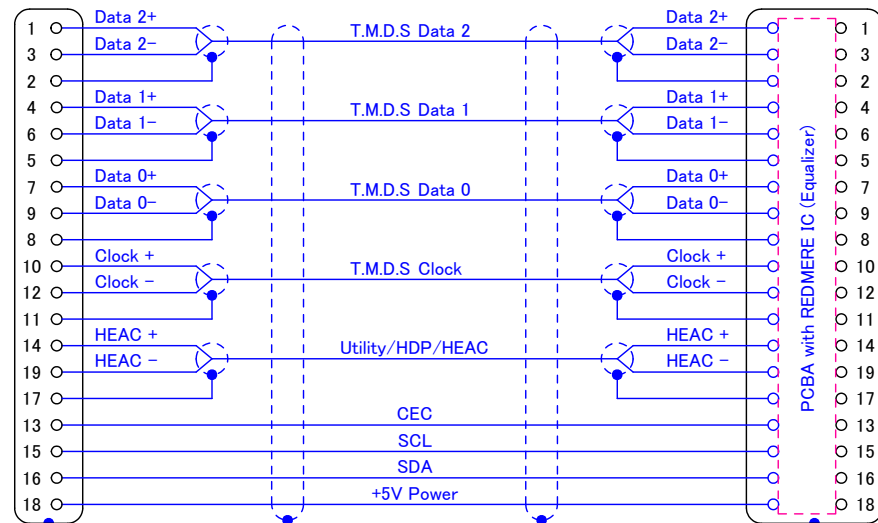 1 Data 2+ T.M.D.S Data 2 Data 2+ 1
3 Data 2- Data 2- 3
2 2
4 Data 1+ T.M.D.S Data 1 Data 1+ 4
6 Data 1- Data 1- 6
5 5
7 Data 0+ T.M.D.S Data 0 Data 0+ 7
9 Data 0- Data 0- 9
8 8
10 Clock + T.M.D.S Clock Clock + 10
12 Clock - Clock - 12
11 11
14 HEAC + Utility/HDP/HEAC HEAC + 14
19 HEAC - HEAC - 19
17 17
13 CEC 13
15 SCL 15
16 SDA 16
18 +5V Power 18
PCBA with REDMERE IC (Equalizer)